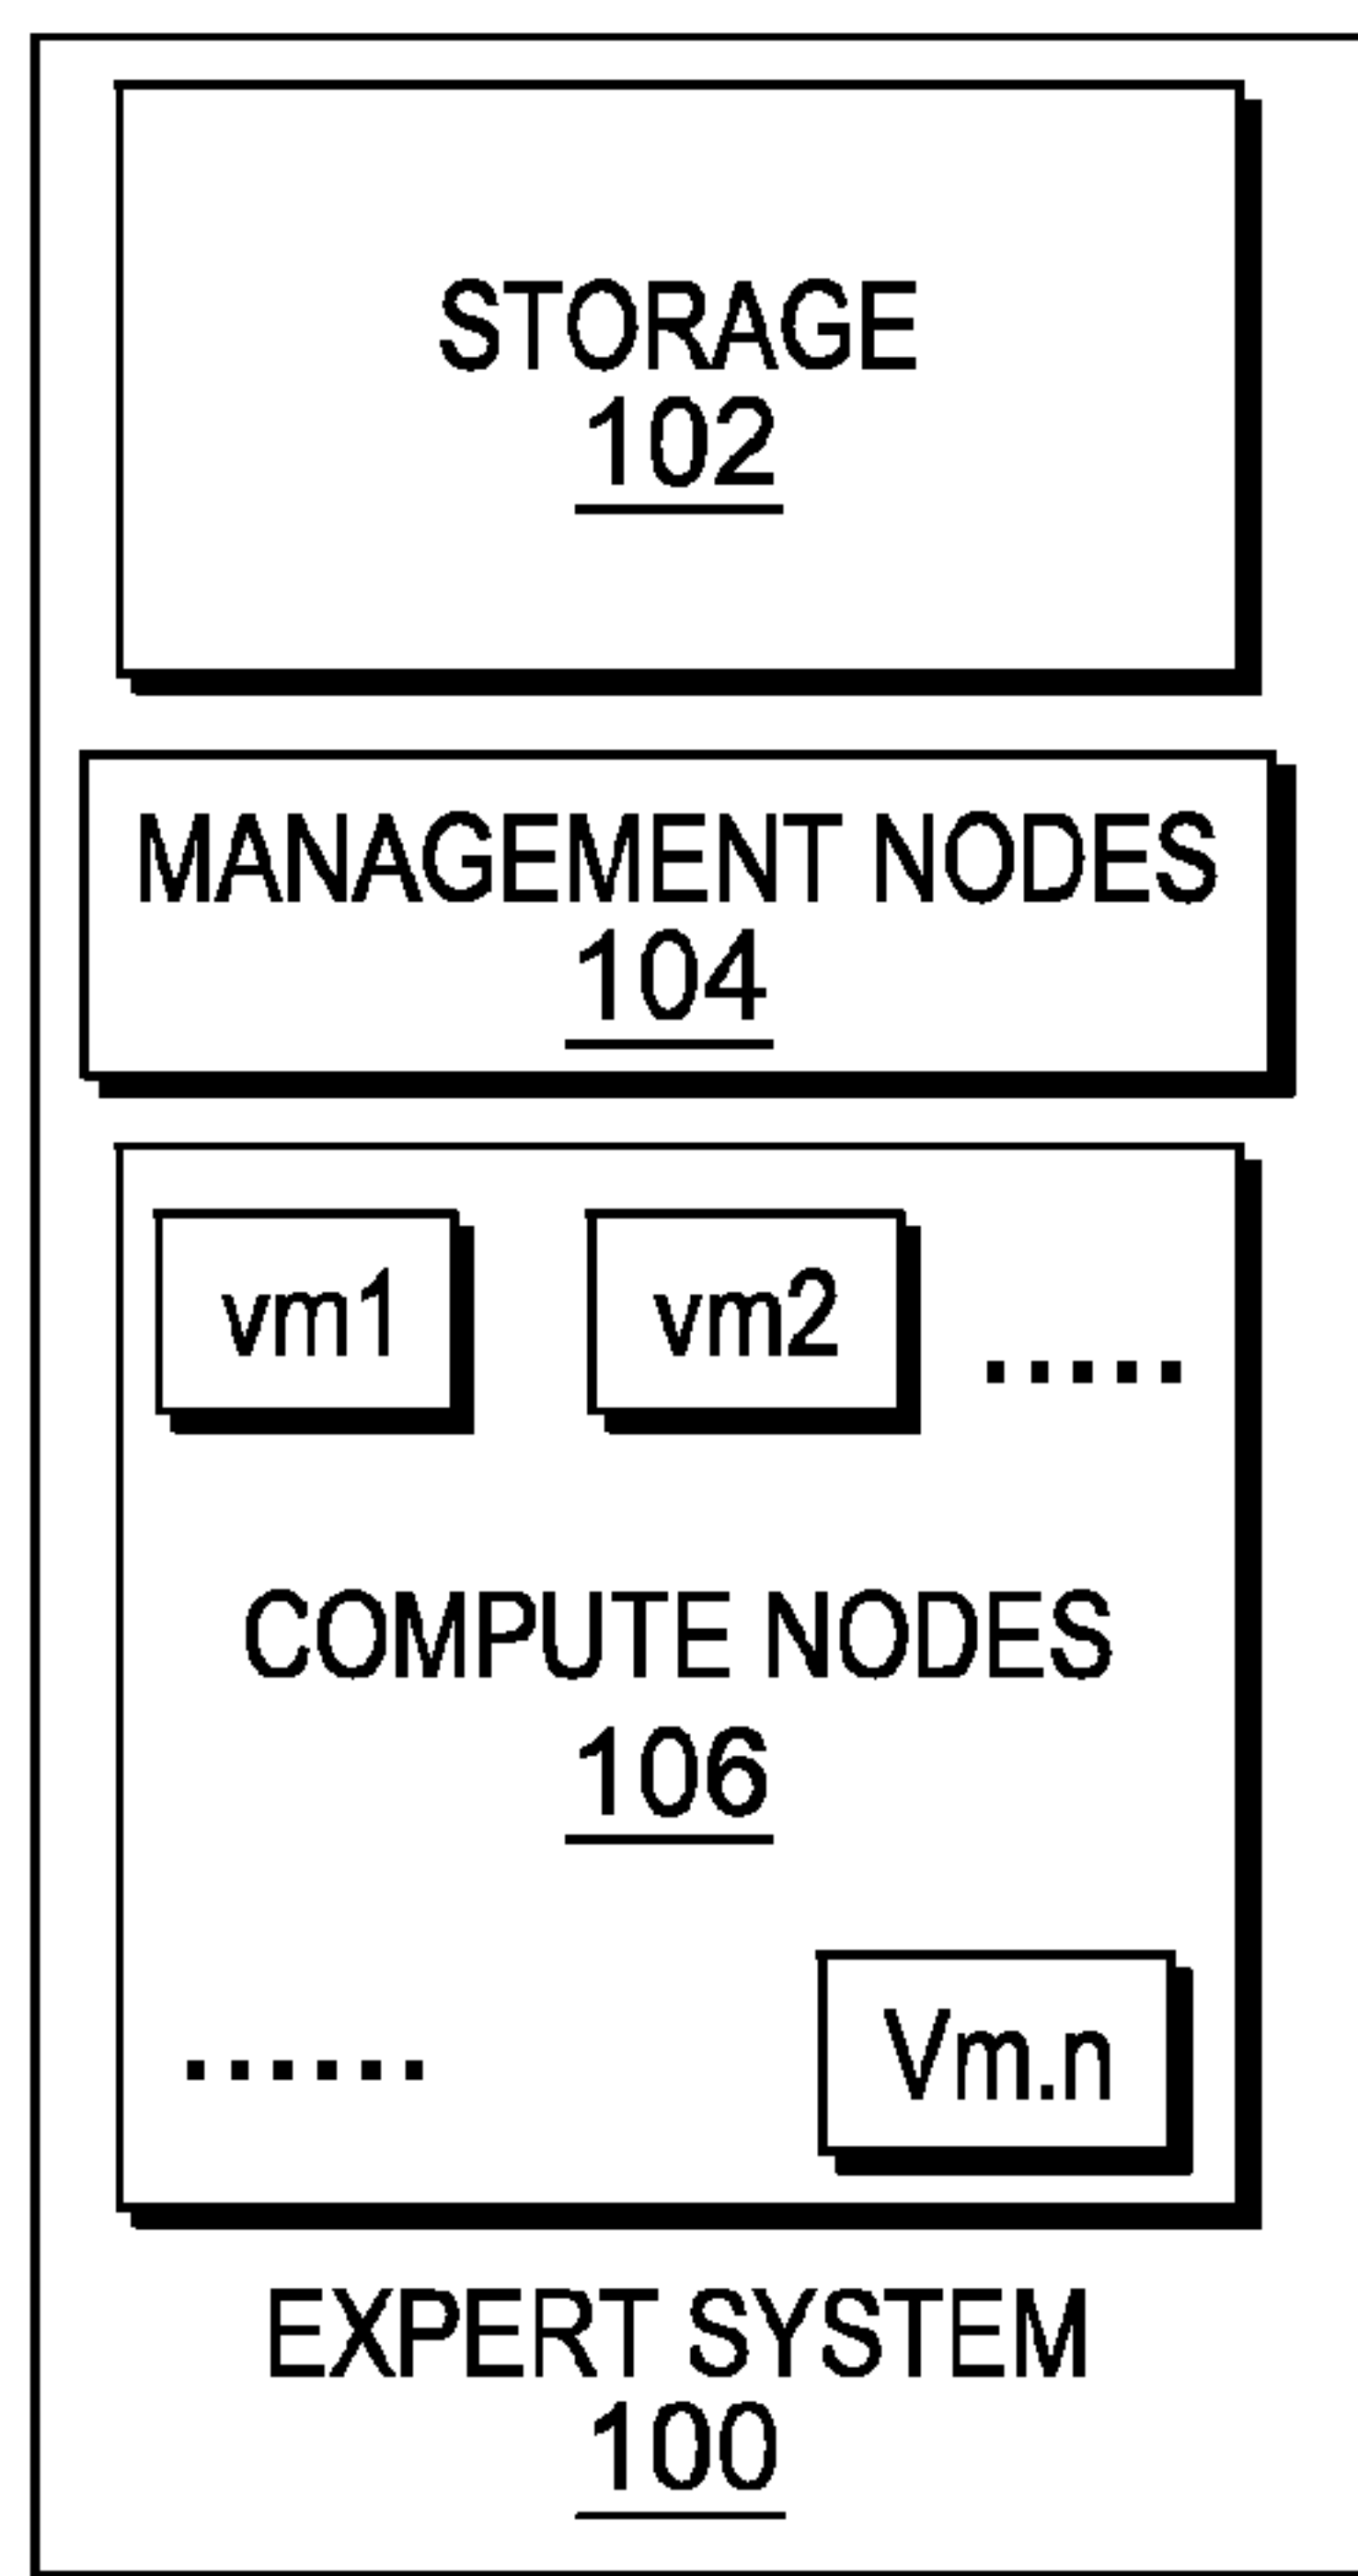 STORAGE
102
MANAGEMENT NODES
104
vm1 vm2 .....
COMPUTE NODES
106
...... Vm.n
EXPERT SYSTEM
100